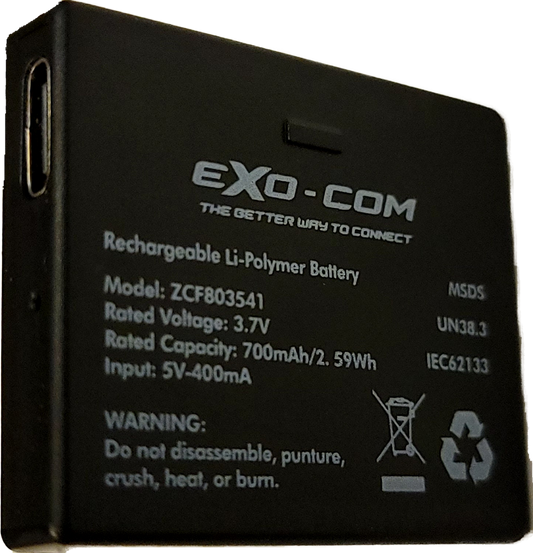 eXo-COM
THE BETTER WAY TO CONNECT
Rechargeable Li-Polymer Battery
Model: ZCF803541
Rated Voltage: 3.7V
Rated Capacity: 700mAh/2. 59Wh
Input: 5V-400mA
MSDS
UN38.3
IEC62133
WARNING:
Do not disassemble, punture,
crush, heat, or burn.